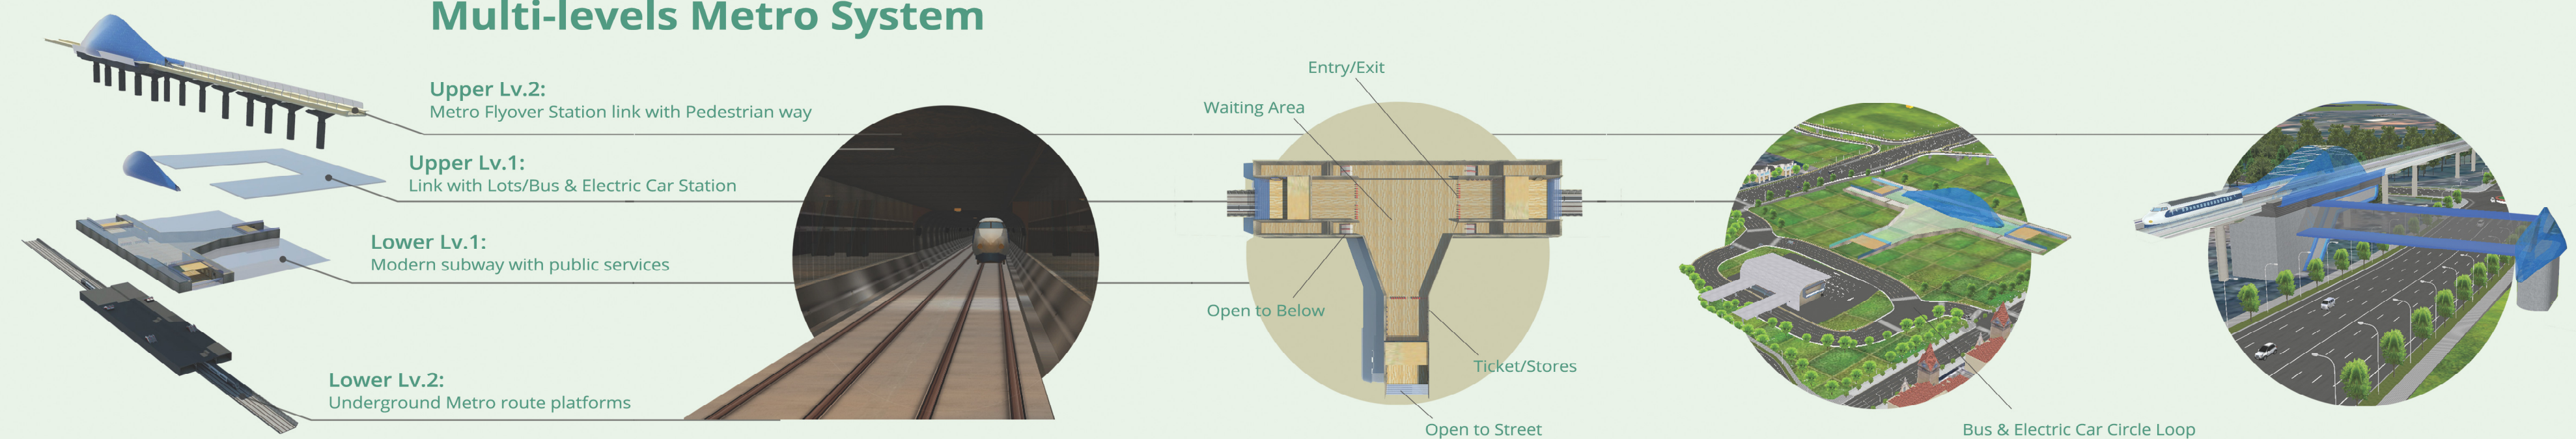 Multi-levels Metro System
Upper Lv.2:
Metro Flyover Station link with Pedestrian way
Upper Lv.1:
Link with Lots/Bus & Electric Car Station
Lower Lv.1:
Modern subway with public services
Lower Lv.2:
Underground Metro route platforms
Entry/Exit
Waiting Area
Open to Below
Ticket/Stores
Open to Street
Bus & Electric Car Circle Loop